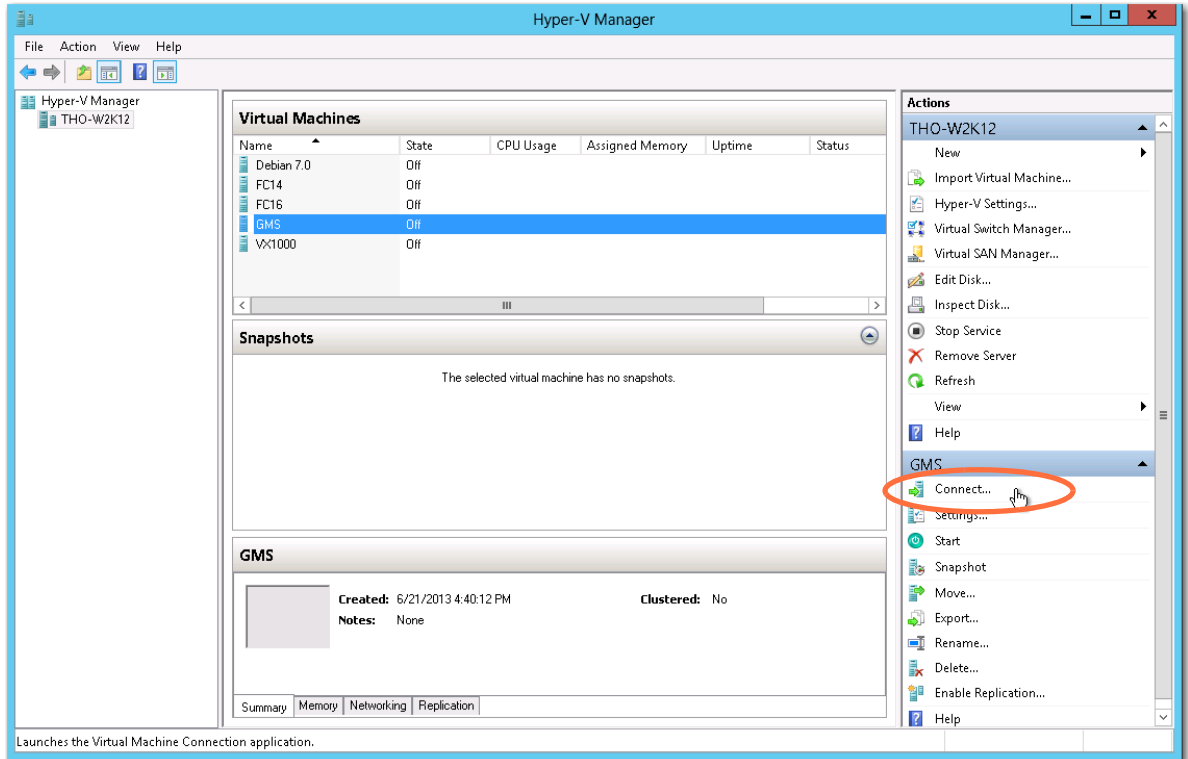 Hyper-V Manager
File Action View Help
Hyper-V Manager
THO-W2K12
Virtual Machines
Name State CPU Usage Assigned Memory Uptime Status
Debian 7.0 Off
FC14 Off
FC16 Off
GMS Off
VX1000 Off
Snapshots
The selected virtual machine has no snapshots.
GMS
Created: 6/21/2013 4:40:12 PM Clustered: No
Notes: None
Summary Memory Networking Replication
Actions
THO-W2K12
New
Import Virtual Machine...
Hyper-V Settings...
Virtual Switch Manager...
Virtual SAN Manager...
Edit Disk...
Inspect Disk...
Stop Service
Remove Server
Refresh
View
Help
GMS
Connect...
Settings...
Start
Snapshot
Move...
Export...
Rename...
Delete...
Enable Replication...
Help
Launches the Virtual Machine Connection application.